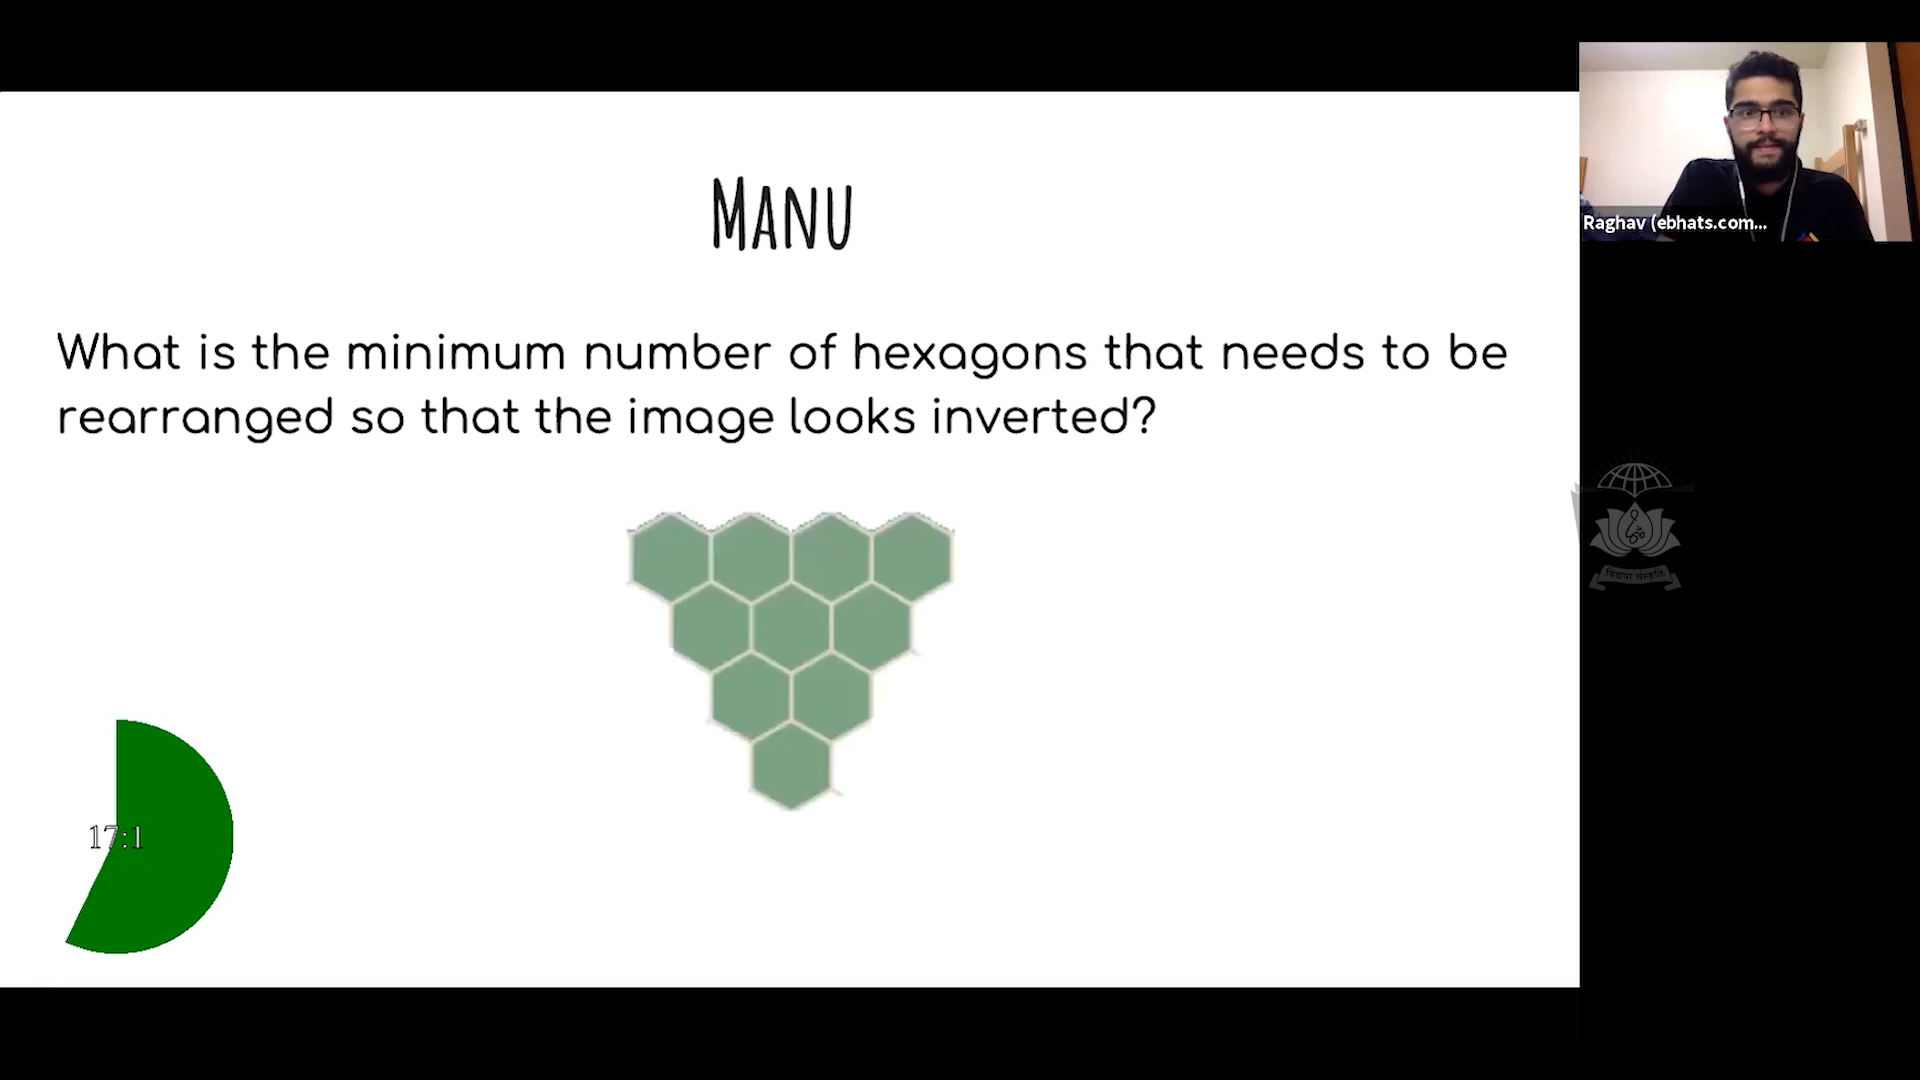 Manu
What is the minimum number of hexagons that needs to be
rearranged so that the image looks inverted?
17:1
Raghav (ebhats.com...
विद्यया संस्कृतिः